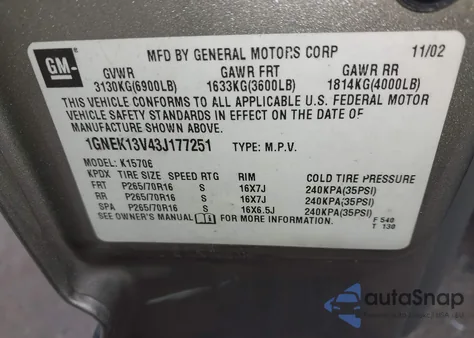 GM
MFD BY GENERAL MOTORS CORP 11/02
GVWR GAWR FRT GAWR RR
3130KG(6900LB) 1633KG(3600LB) 1814KG(4000LB)
THIS VEHICLE CONFORMS TO ALL APPLICABLE U.S. FEDERAL MOTOR
VEHICLE SAFETY STANDARDS IN EFFECT ON THE DATE OF
MANUFACTURE SHOWN ABOVE.
1GNEK13V43J177251 TYPE: M.P.V.
MODEL: K15706
KPDX TIRE SIZE SPEED RTG RIM COLD TIRE PRESSURE
FRT P265/70R16 S 16X7J 240KPA(35PSI)
RR P265/70R16 S 16X7J 240KPA(35PSI)
SPA P265/70R16 S 16X6.5J 240KPA(35PSI)
SEE OWNER'S MANUAL FOR MORE INFORMATION.
F 540
T 130
autoSnap